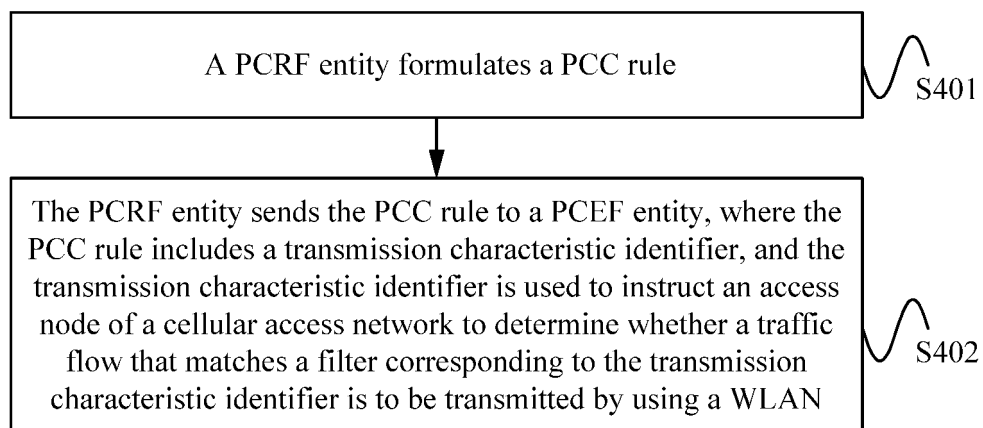 A PCRF entity formulates a PCC rule
S401
The PCRF entity sends the PCC rule to a PCEF entity, where the
PCC rule includes a transmission characteristic identifier, and the
transmission characteristic identifier is used to instruct an access
node of a cellular access network to determine whether a traffic
flow that matches a filter corresponding to the transmission
characteristic identifier is to be transmitted by using a WLAN
S402